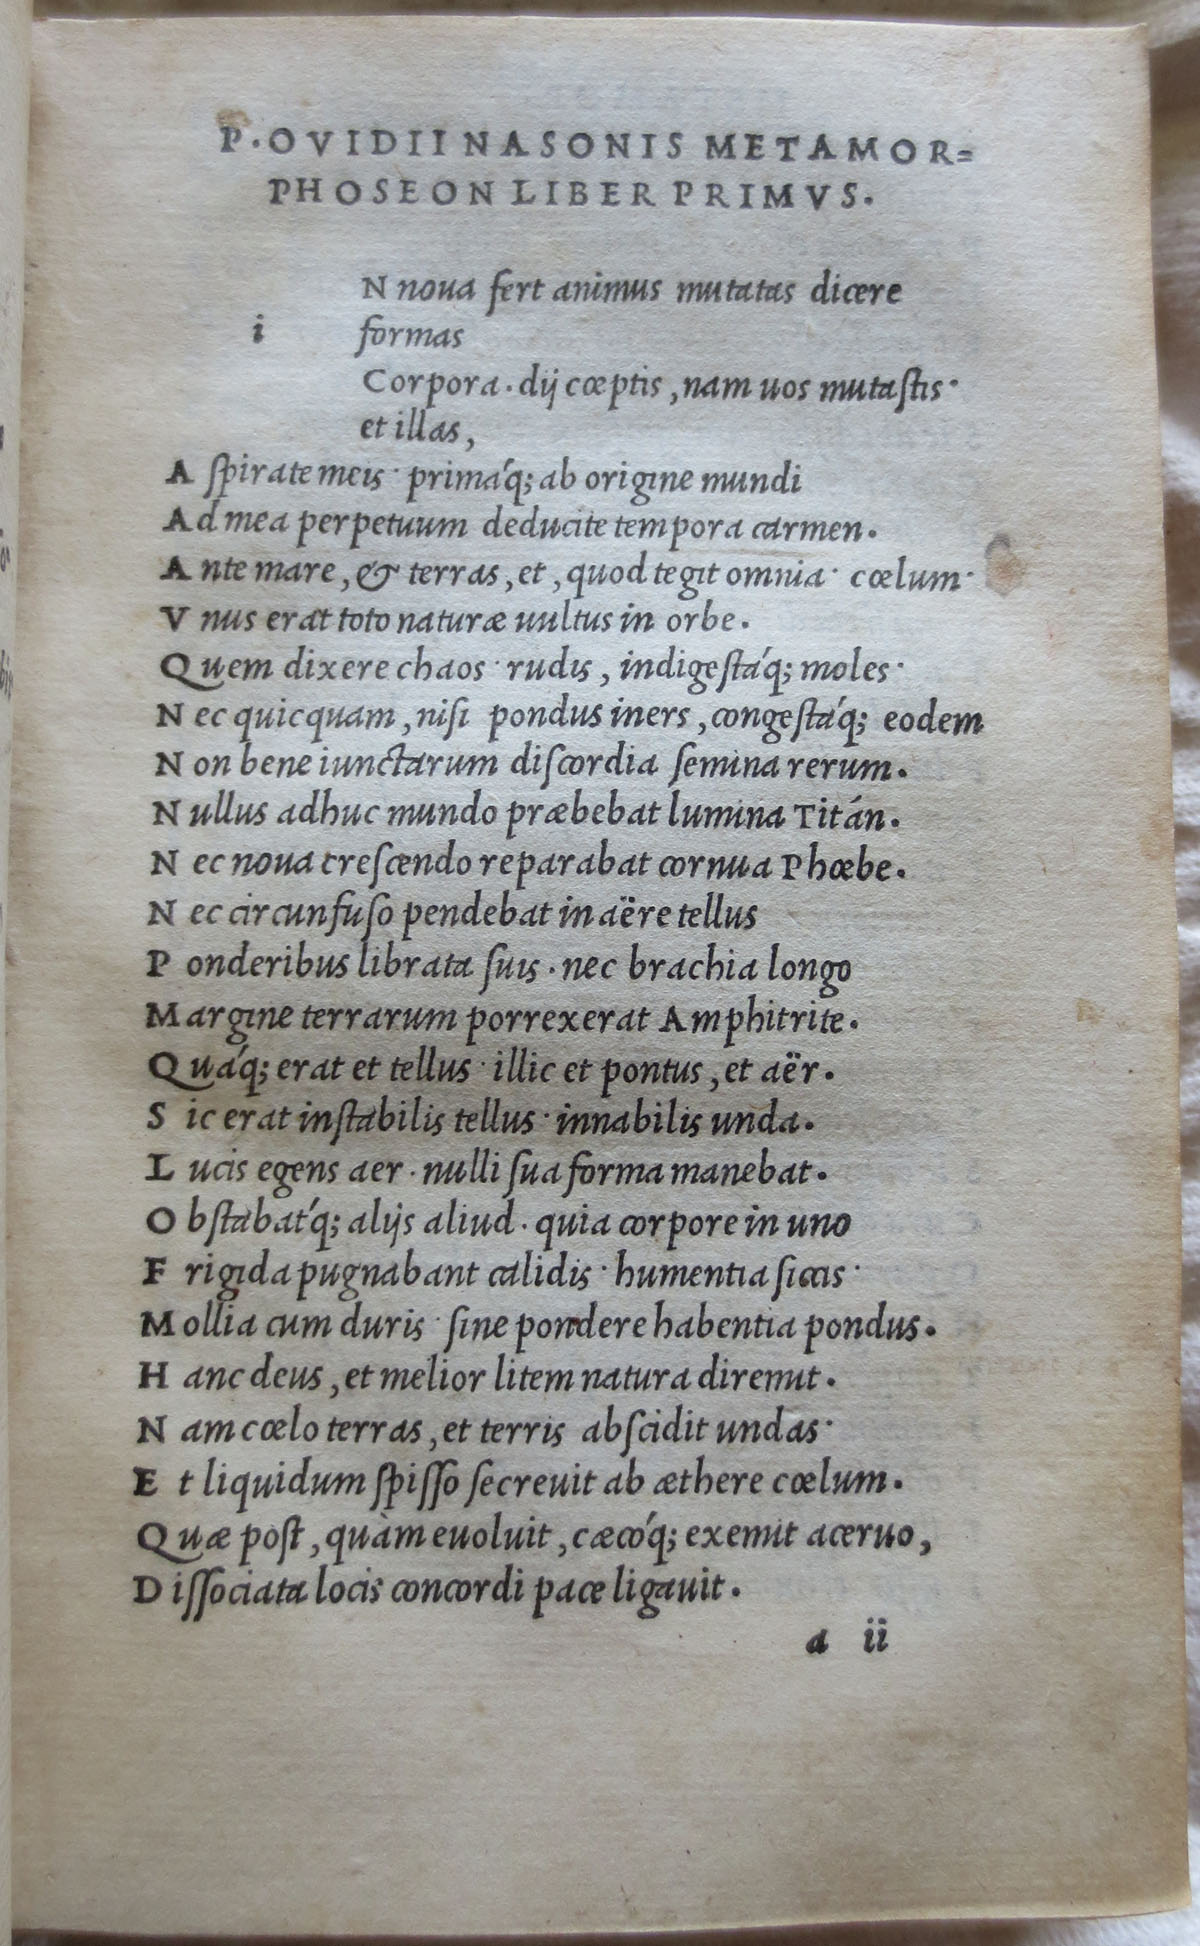 P. OVIDII NASONIS METAMOR=
PHOSEON LIBER PRIMVS.
i
N noua fert animus mutatas dicere
formas
Corpora. dij cœptis, nam uos mutaſtis·
et illas,
A ſpirate meis· primáq; ab origine mundi
A d mea perpetuum deducite tempora carmen.
A nte mare, & terras, et, quod tegit omnia· cœlum·
V nus erat toto naturæ uultus in orbe.
Q uem dixere chaos· rudis, indigeſtáq; moles·
N ec quicquam, niſi pondus iners, congeſtáq; eodem
N on bene iunctarum diſcordia ſemina rerum.
N ullus adhuc mundo præbebat lumina Titán.
N ec noua creſcendo reparabat cornua Phœbe.
N ec circunfuſo pendebat in aëre tellus
P onderibus librata ſuis. nec brachia longo
M argine terrarum porrexerat Amphitrite.
Q uáq; erat et tellus· illic et pontus, et aër.
S ic erat inſtabilis tellus· innabilis unda.
L ucis egens aer· nulli ſua forma manebat.
O bſtabát́q; alijs aliud. quia corpore in uno
F rigida pugnabant calidis· humentia ſiccis·
M ollia cum duris· ſine pondere habentia pondus.
H anc deus, et melior litem natura diremit.
N am cœlo terras, et terris abſcidit undas·
E t liquidum ſpiſſo ſecreuit ab æthere cœlum.
Q uæ poſt, quàm euoluit, cæcóq; exemit aceruo,
D iſſociata locis concordi pace ligauit.
a ii